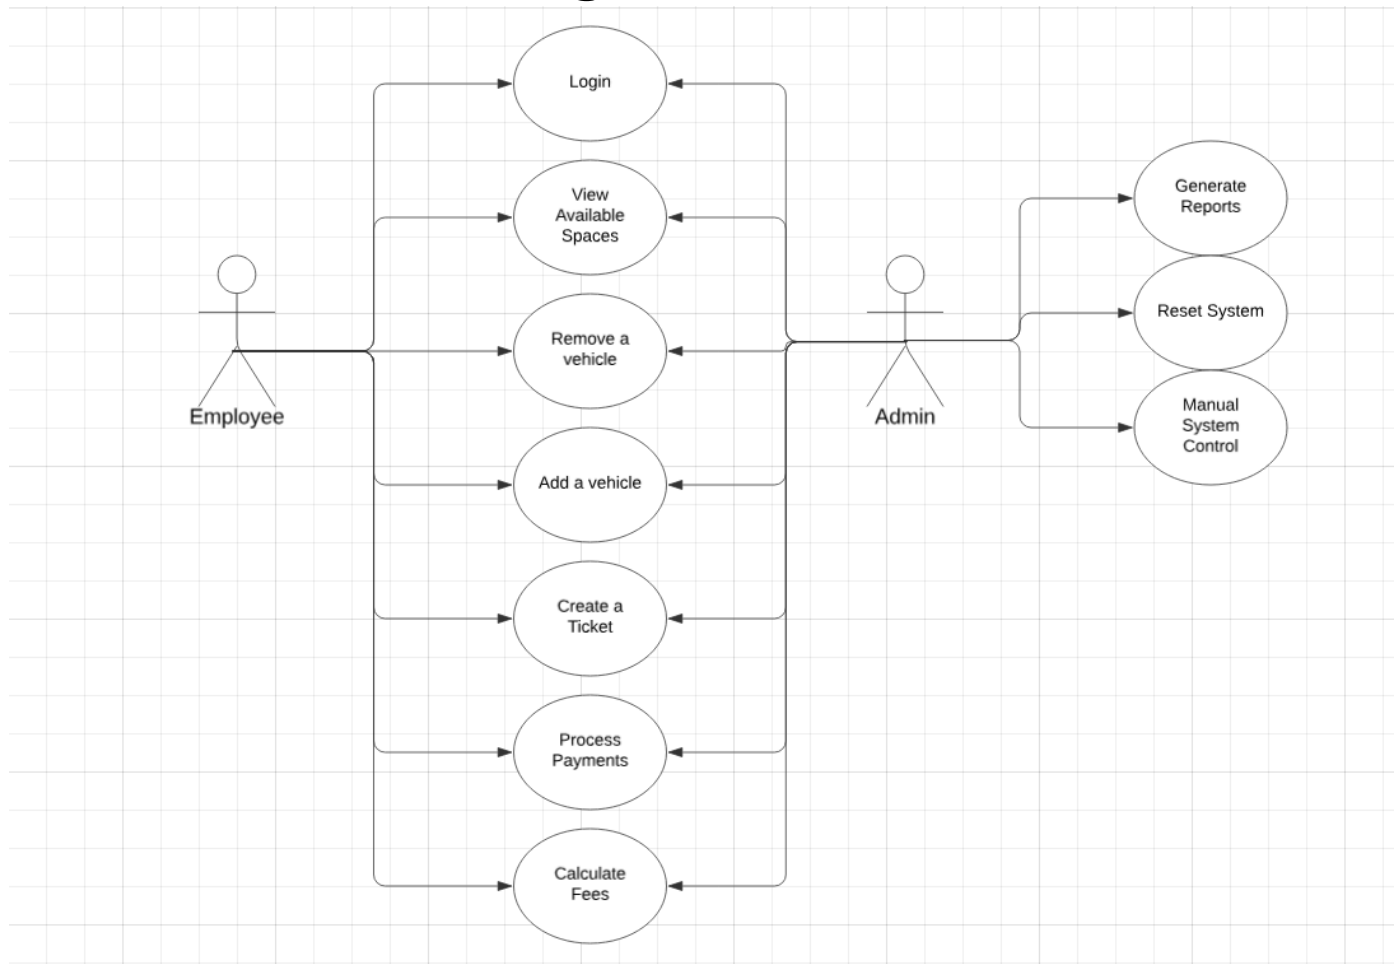 Login
View
Available
Spaces
Remove a
vehicle
Add a vehicle
Create a
Ticket
Process
Payments
Calculate
Fees
Employee
Admin
Generate
Reports
Reset System
Manual
System
Control